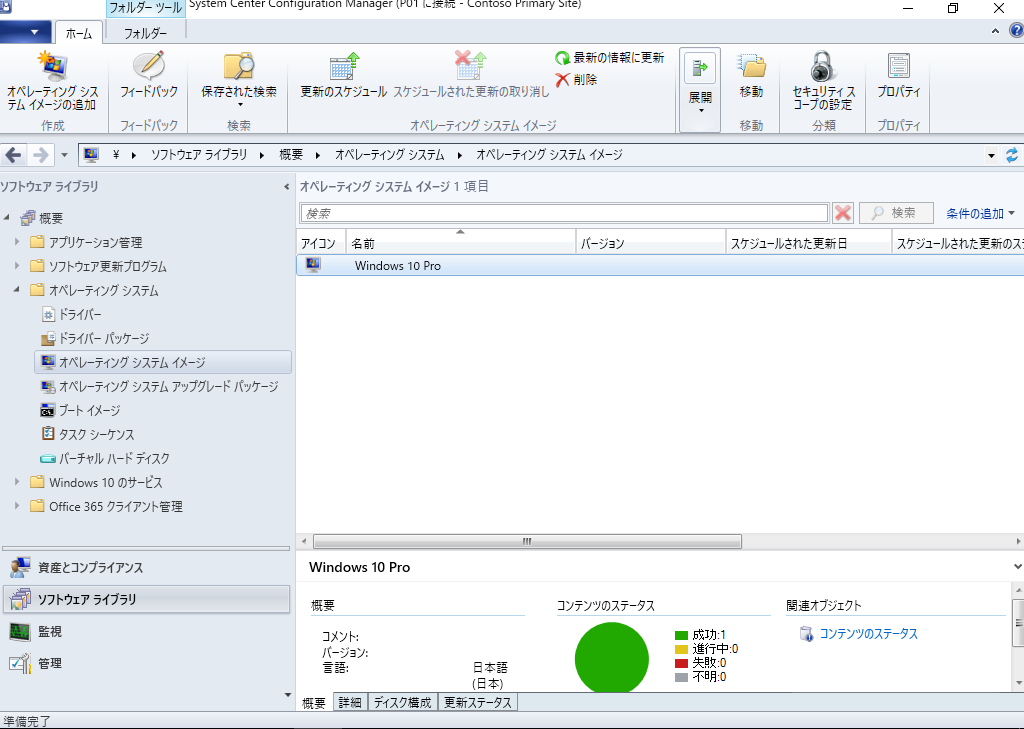 フォルダー ツール
System Center Configuration Manager (P01 に接続 - Contoso Primary Site)
ホーム
フォルダー
オペレーティング シス
テム イメージの追加
作成
フィードバック
フィードバック
保存された検索
検索
更新のスケジュール
スケジュールされた更新の取り消し
最新の情報に更新
削除
オペレーティング システム イメージ
展開
移動
移動
セキュリティ ス
コープの設定
分類
プロパティ
プロパティ
¥ ソフトウェア ライブラリ 概要 オペレーティング システム オペレーティング システム イメージ
ソフトウェア ライブラリ
概要
アプリケーション管理
ソフトウェア更新プログラム
オペレーティング システム
ドライバー
ドライバー パッケージ
オペレーティング システム イメージ
オペレーティング システム アップグレード パッケージ
ブート イメージ
タスク シーケンス
バーチャル ハード ディスク
Windows 10 のサービス
Office 365 クライアント管理
資産とコンプライアンス
ソフトウェア ライブラリ
監視
管理
オペレーティング システム イメージ 1 項目
検索
検索
条件の追加
アイコン 名前 バージョン スケジュールされた更新日 スケジュールされた更新のス
Windows 10 Pro
Windows 10 Pro
概要
コメント:
バージョン:
言語: 日本語
(日本)
コンテンツのステータス
成功:1
進行中:0
失敗:0
不明:0
関連オブジェクト
コンテンツのステータス
概要 詳細 ディスク構成 更新ステータス
準備完了